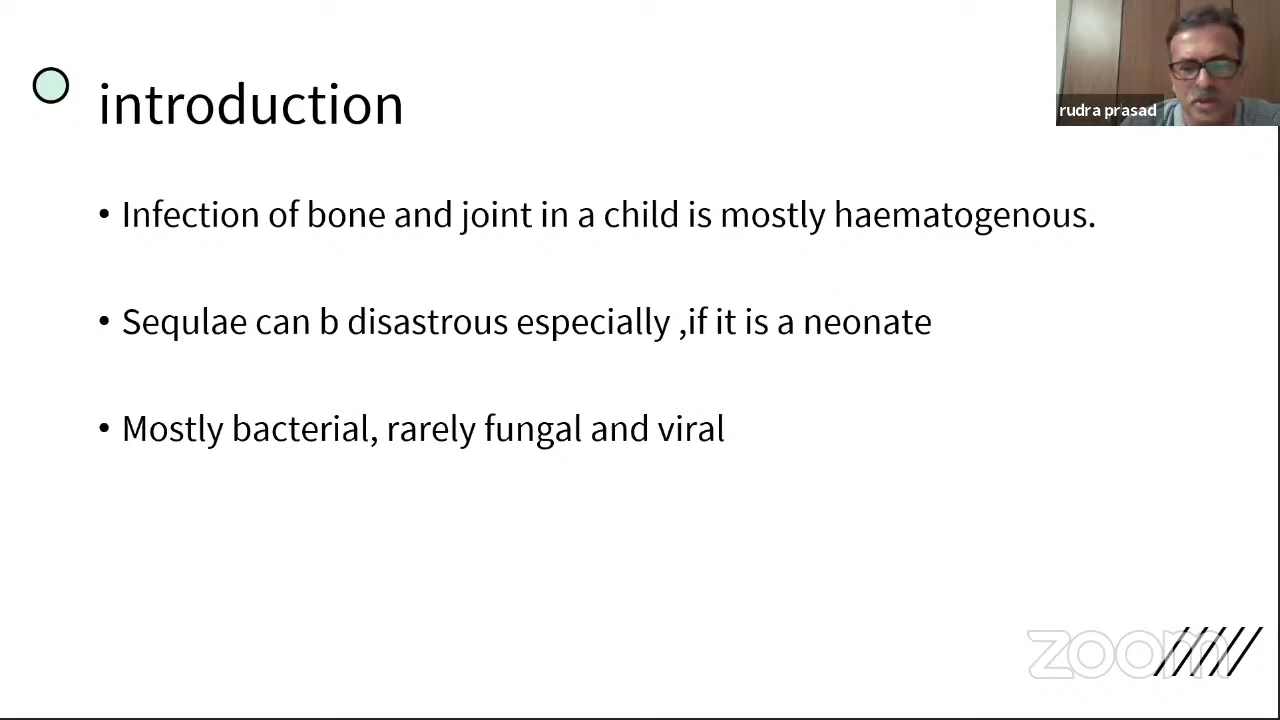 introduction
rudra prasad
• Infection of bone and joint in a child is mostly haematogenous.
• Sequlae can b disastrous especially ,if it is a neonate
• Mostly bacterial, rarely fungal and viral
zoom